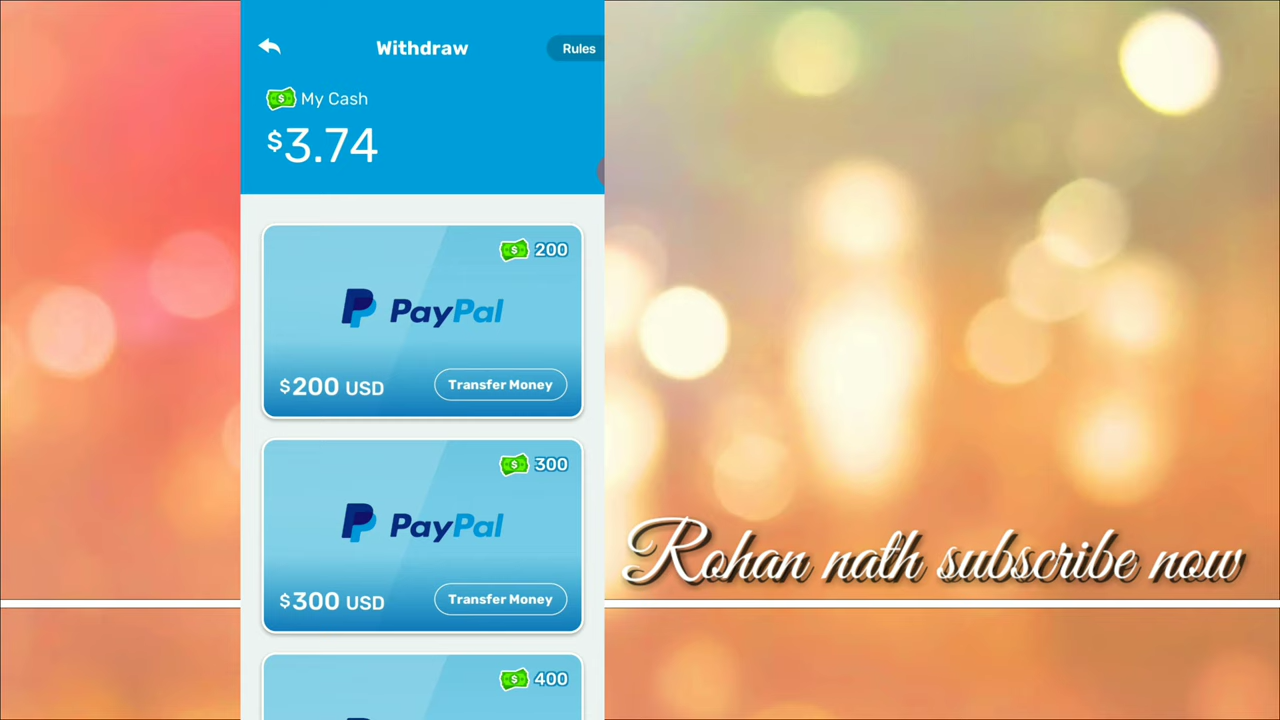 Withdraw
Rules
My Cash
$3.74
200
PayPal
$200 USD
Transfer Money
300
PayPal
$300 USD
Transfer Money
400
Rohan nath subscribe now